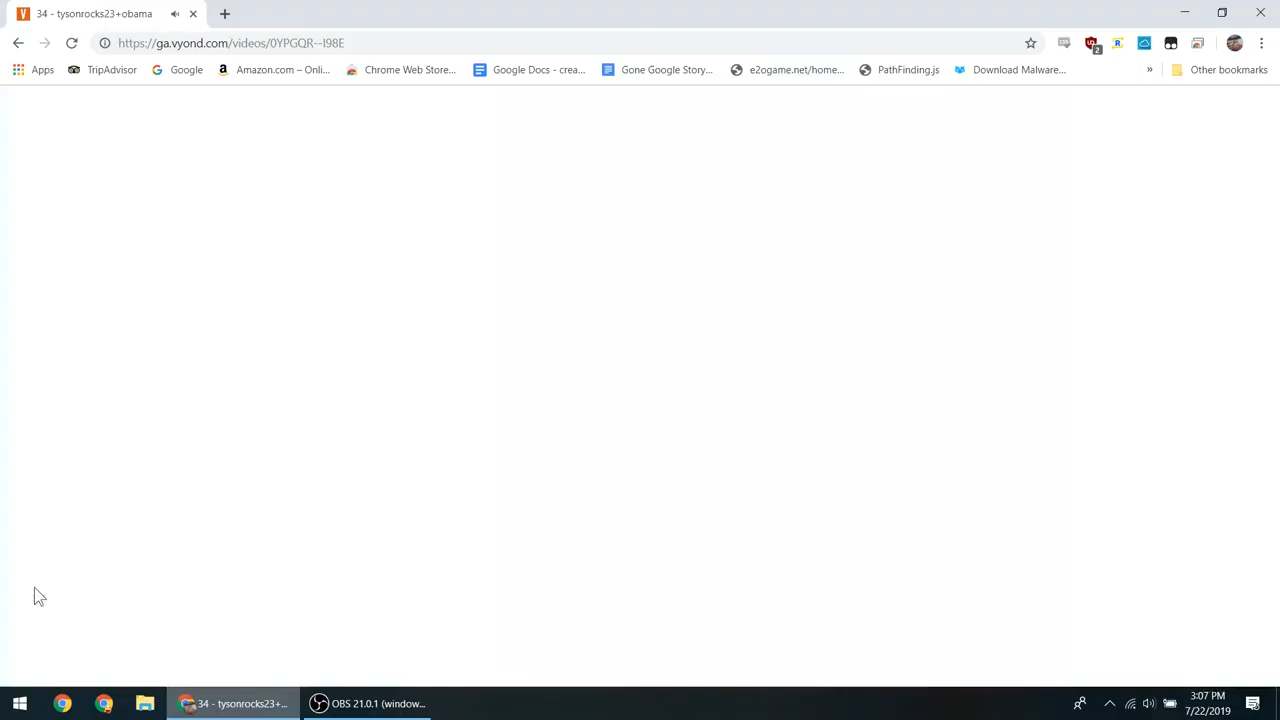 34 - tysonrocks23+obama
https://ga.vyond.com/videos/0YPGQR--I98E
2
Apps TripAdvisor Google Amazon.com – Onli... Chrome Web Store... Google Docs - crea... Gone Google Story... e2ogame.net/home... PathFinding.js Download Malware... » Other bookmarks
34 - tysonrocks23+... OBS 21.0.1 (window... 3:07 PM
7/22/2019